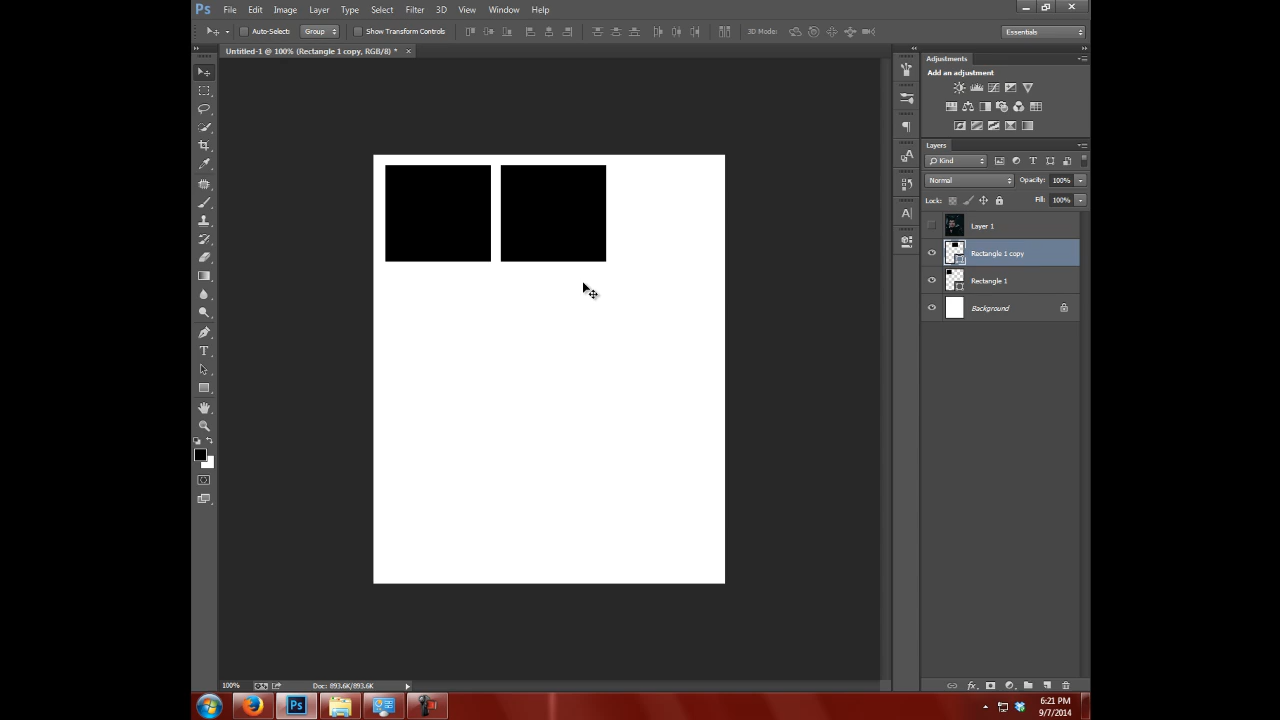 Ps File Edit Image Layer Type Select Filter 3D View Window Help
Auto-Select: Group Show Transform Controls 3D Mode: Essentials
Untitled-1 @ 100% (Rectangle 1 copy, RGB/8) * ×
Adjustments
Add an adjustment
Layers
Kind
Normal Opacity: 100%
Lock: Fill: 100%
Layer 1
Rectangle 1 copy
Rectangle 1
Background
100% Doc: 893.6K/893.6K
Ps 6:21 PM
9/7/2014